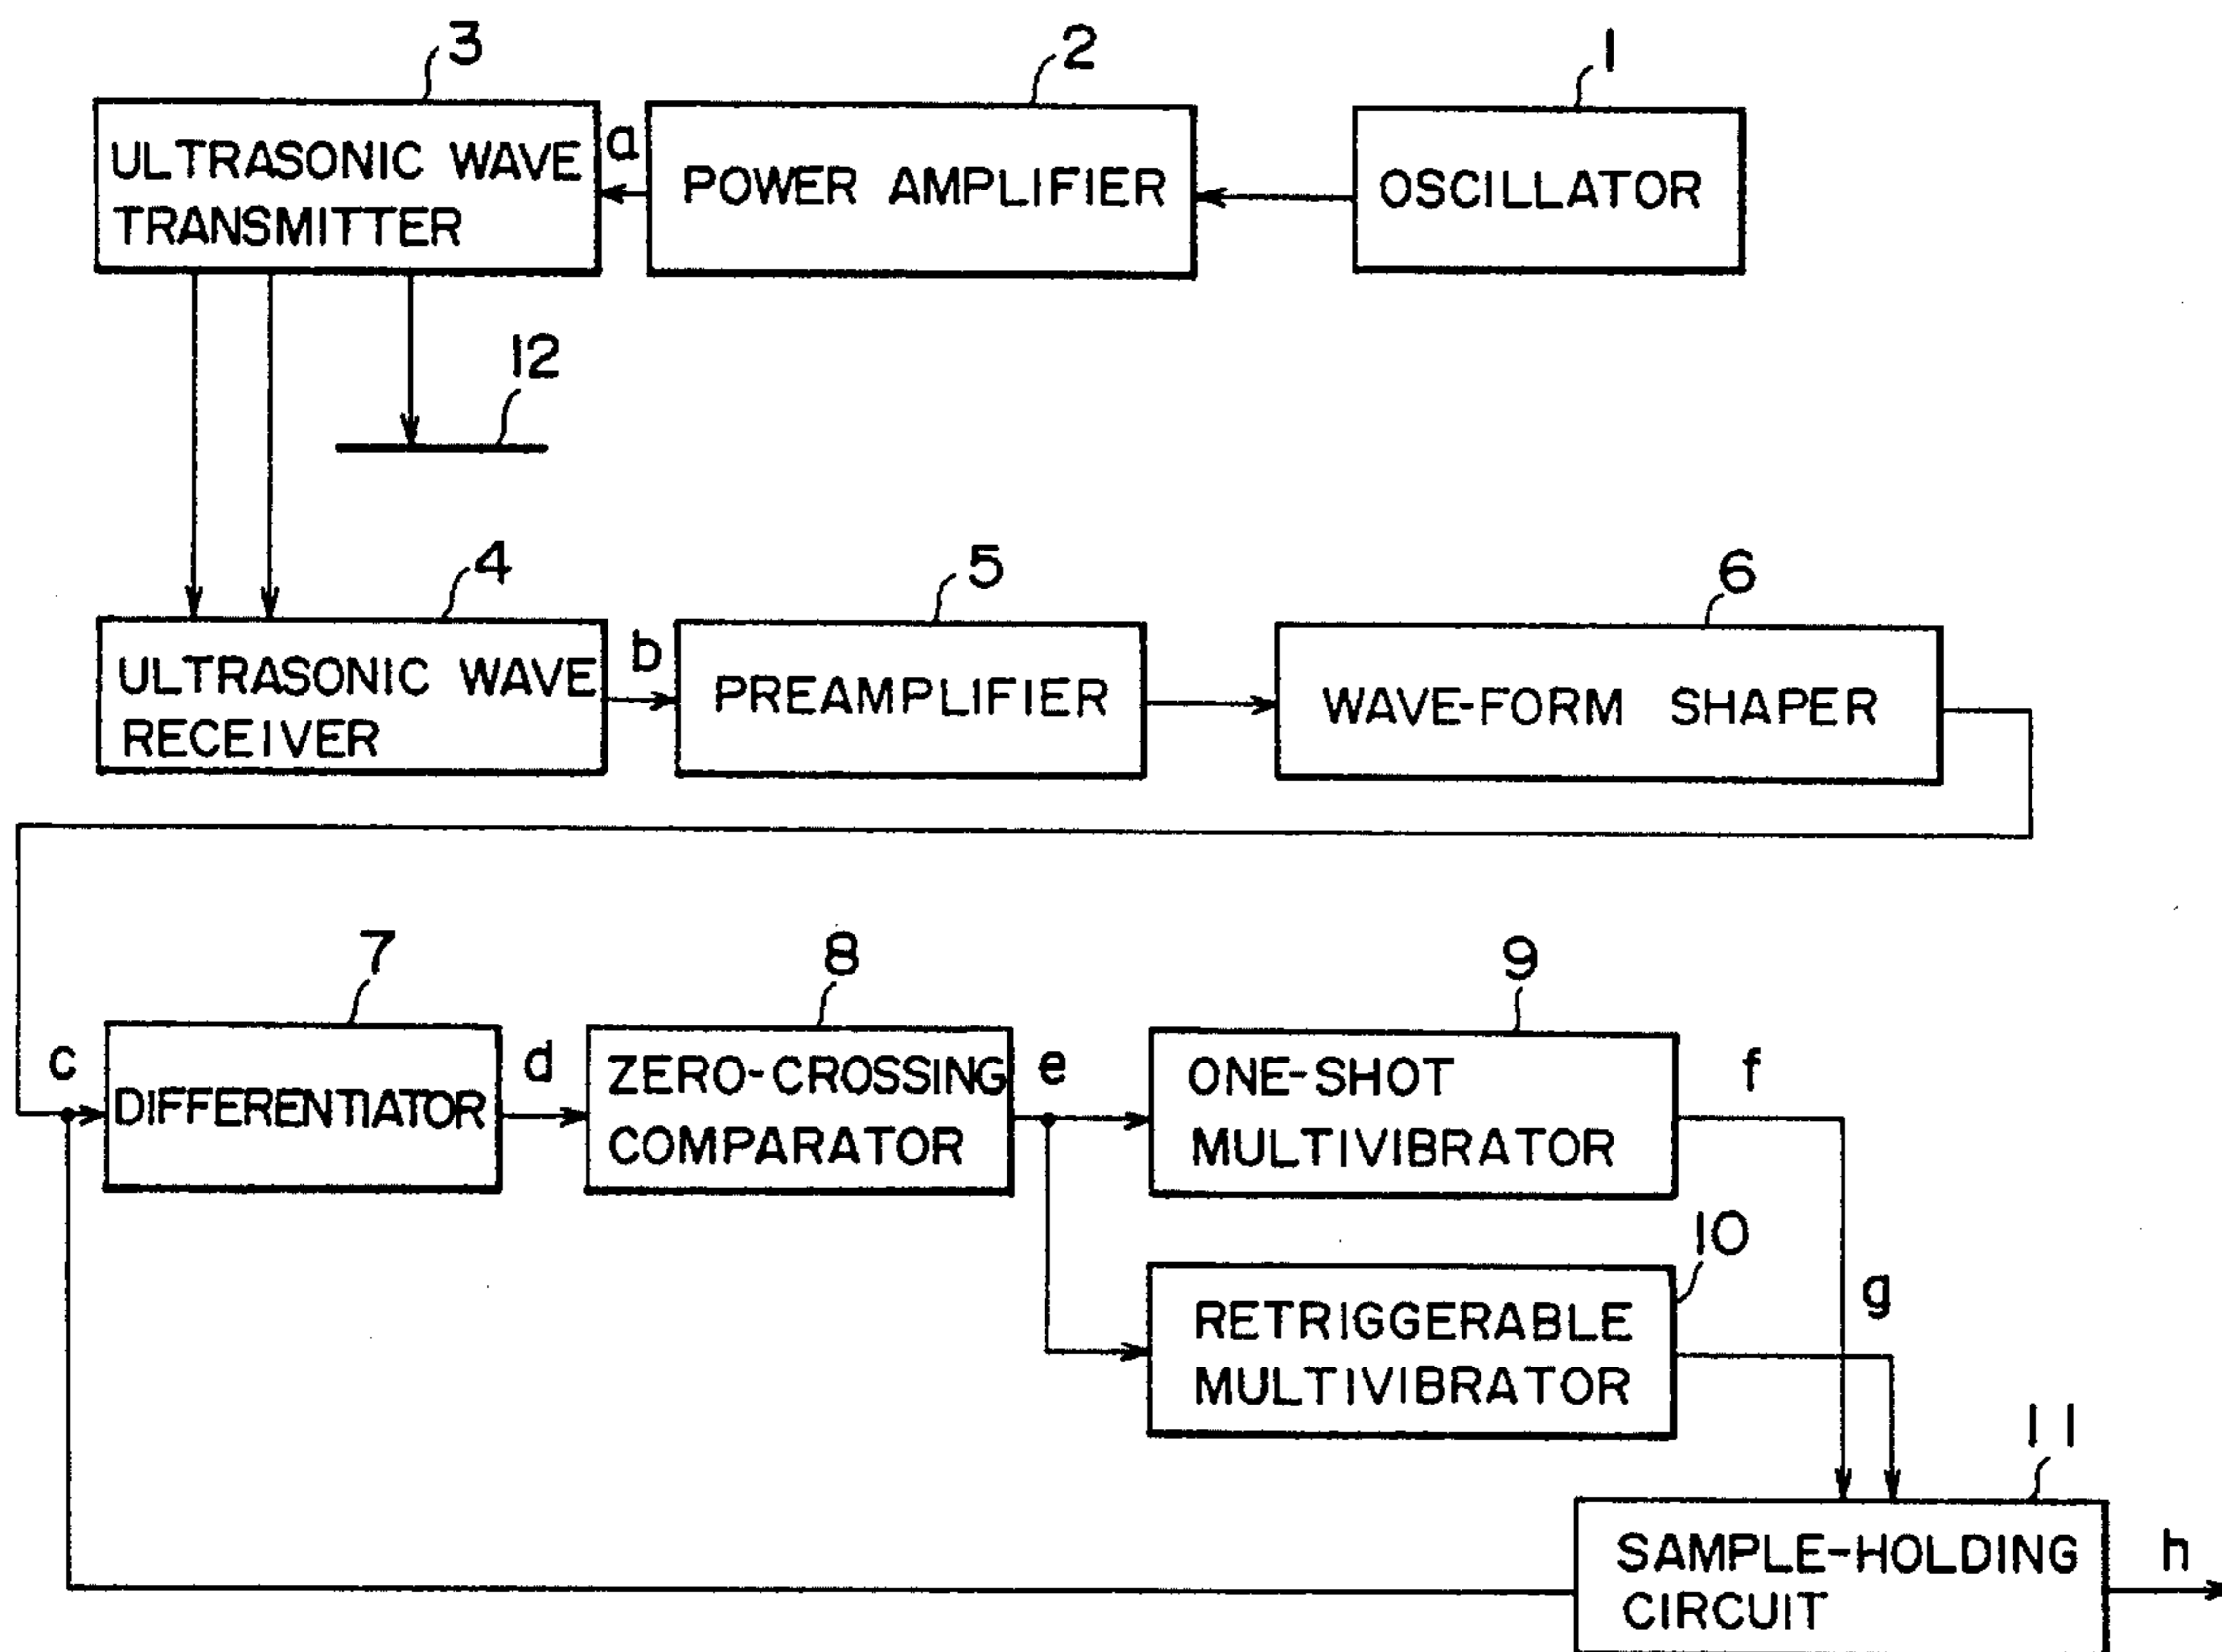 3
2
1
ULTRASONIC WAVE
TRANSMITTER
a
POWER AMPLIFIER
OSCILLATOR
12
4
5
6
ULTRASONIC WAVE
RECEIVER
b
PREAMPLIFIER
WAVE-FORM SHAPER
7
8
9
c
DIFFERENTIATOR
d
ZERO-CROSSING
COMPARATOR
e
ONE-SHOT
MULTIVIBRATOR
f
10
RETRIGGERABLE
MULTIVIBRATOR
g
11
SAMPLE-HOLDING
CIRCUIT
h